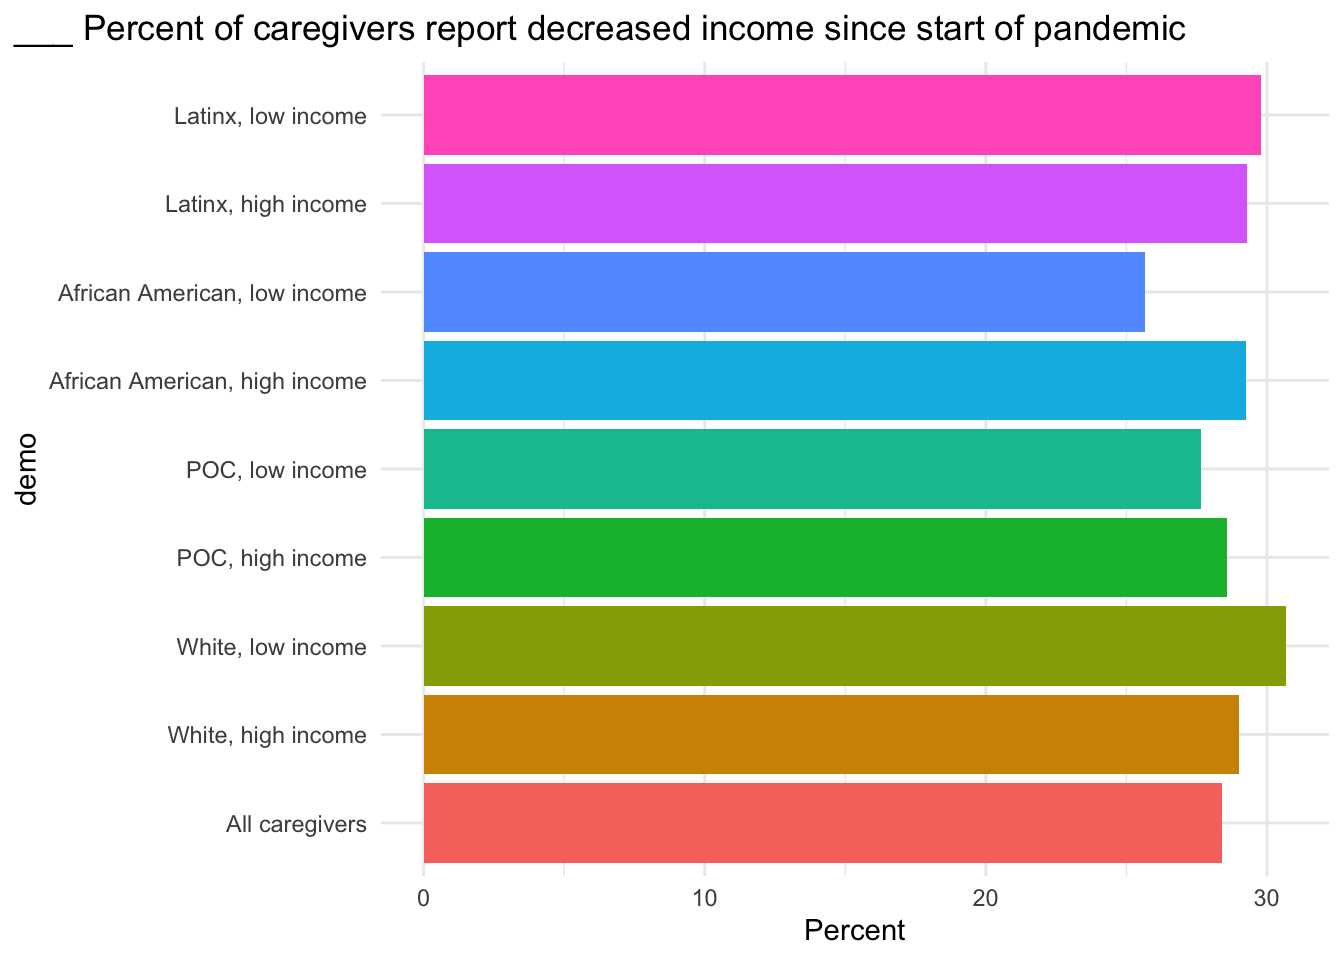 ___ Percent of caregivers report decreased income since start of pandemic
Latinx, low income
Latinx, high income
African American, low income
African American, high income
POC, low income
POC, high income
White, low income
White, high income
All caregivers
demo
0 10 20 30
Percent